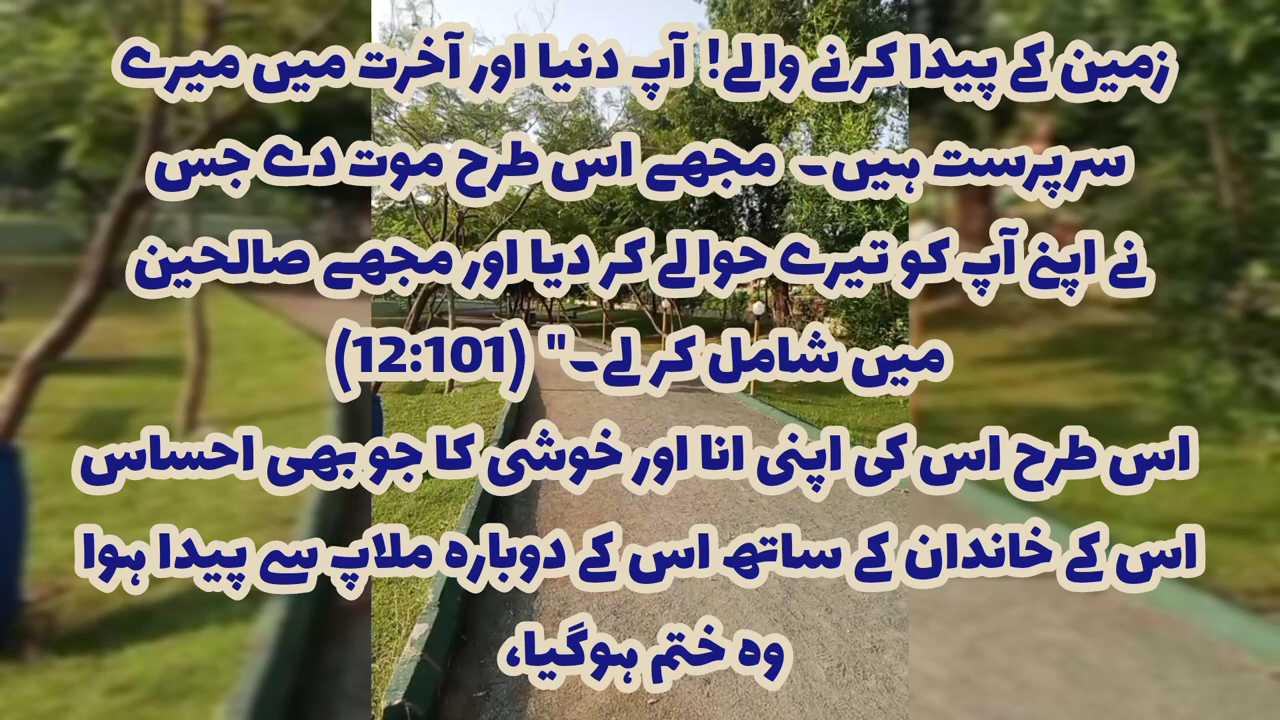 زمین کے پیدا کرنے والے! آپ دنیا اور آخرت میں میرے
سرپرست ہیں۔ مجھے اس طرح موت دے جس
نے اپنے آپ کو تیرے حوالے کر دیا اور مجھے صالحین
میں شامل کر لے۔" (12:101)
اس طرح اس کی اپنی انا اور خوشی کا جو بھی احساس
اس کے خاندان کے ساتھ اس کے دوبارہ ملاپ سے پیدا ہوا
وہ ختم ہوگیا،